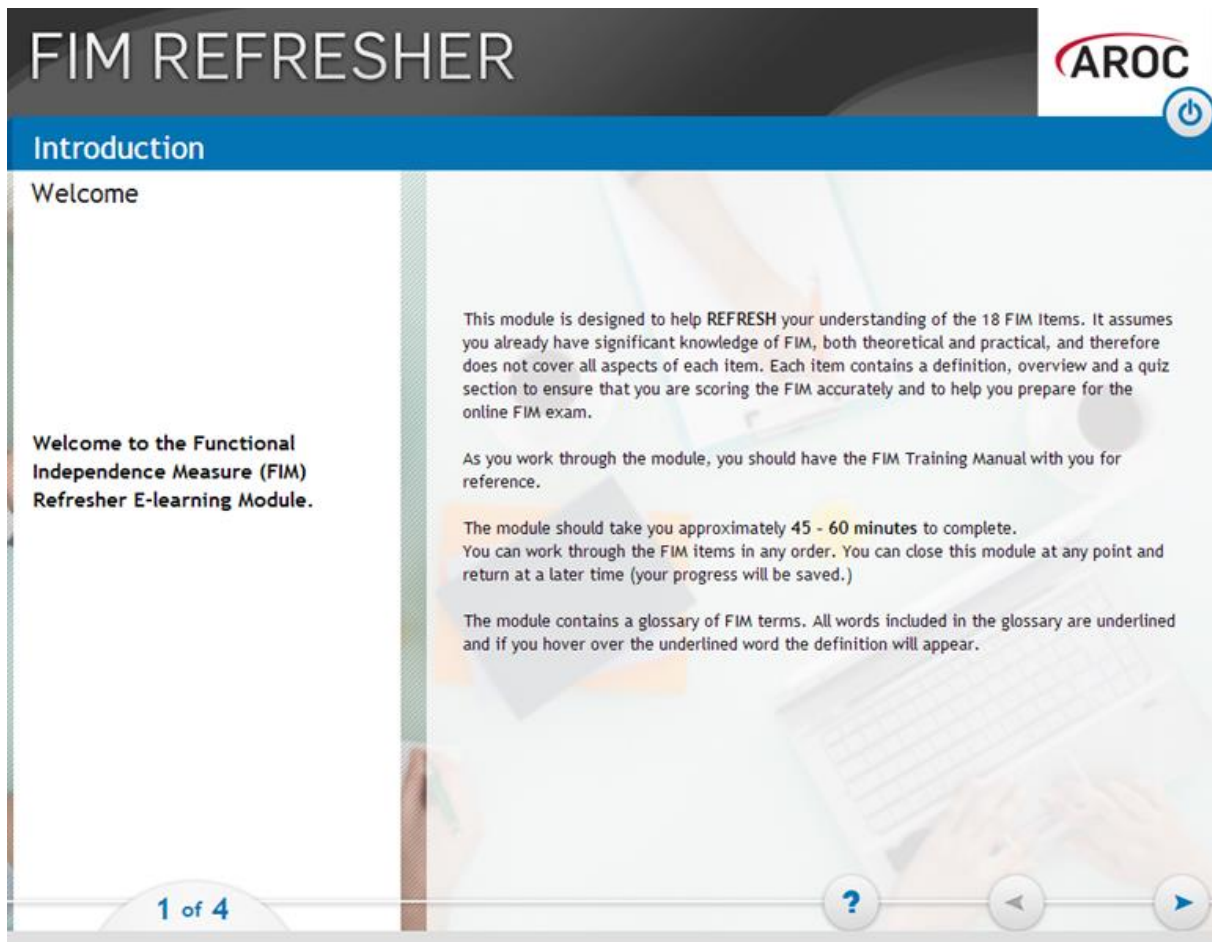 FIM REFRESHER
AROC
Introduction
Welcome
Welcome to the Functional
Independence Measure (FIM)
Refresher E-learning Module.
This module is designed to help REFRESH your understanding of the 18 FIM Items. It assumes
you already have significant knowledge of FIM, both theoretical and practical, and therefore
does not cover all aspects of each item. Each item contains a definition, overview and a quiz
section to ensure that you are scoring the FIM accurately and to help you prepare for the
online FIM exam.
As you work through the module, you should have the FIM Training Manual with you for
reference.
The module should take you approximately 45 - 60 minutes to complete.
You can work through the FIM items in any order. You can close this module at any point and
return at a later time (your progress will be saved.)
The module contains a glossary of FIM terms. All words included in the glossary are underlined
and if you hover over the underlined word the definition will appear.
1 of 4
?